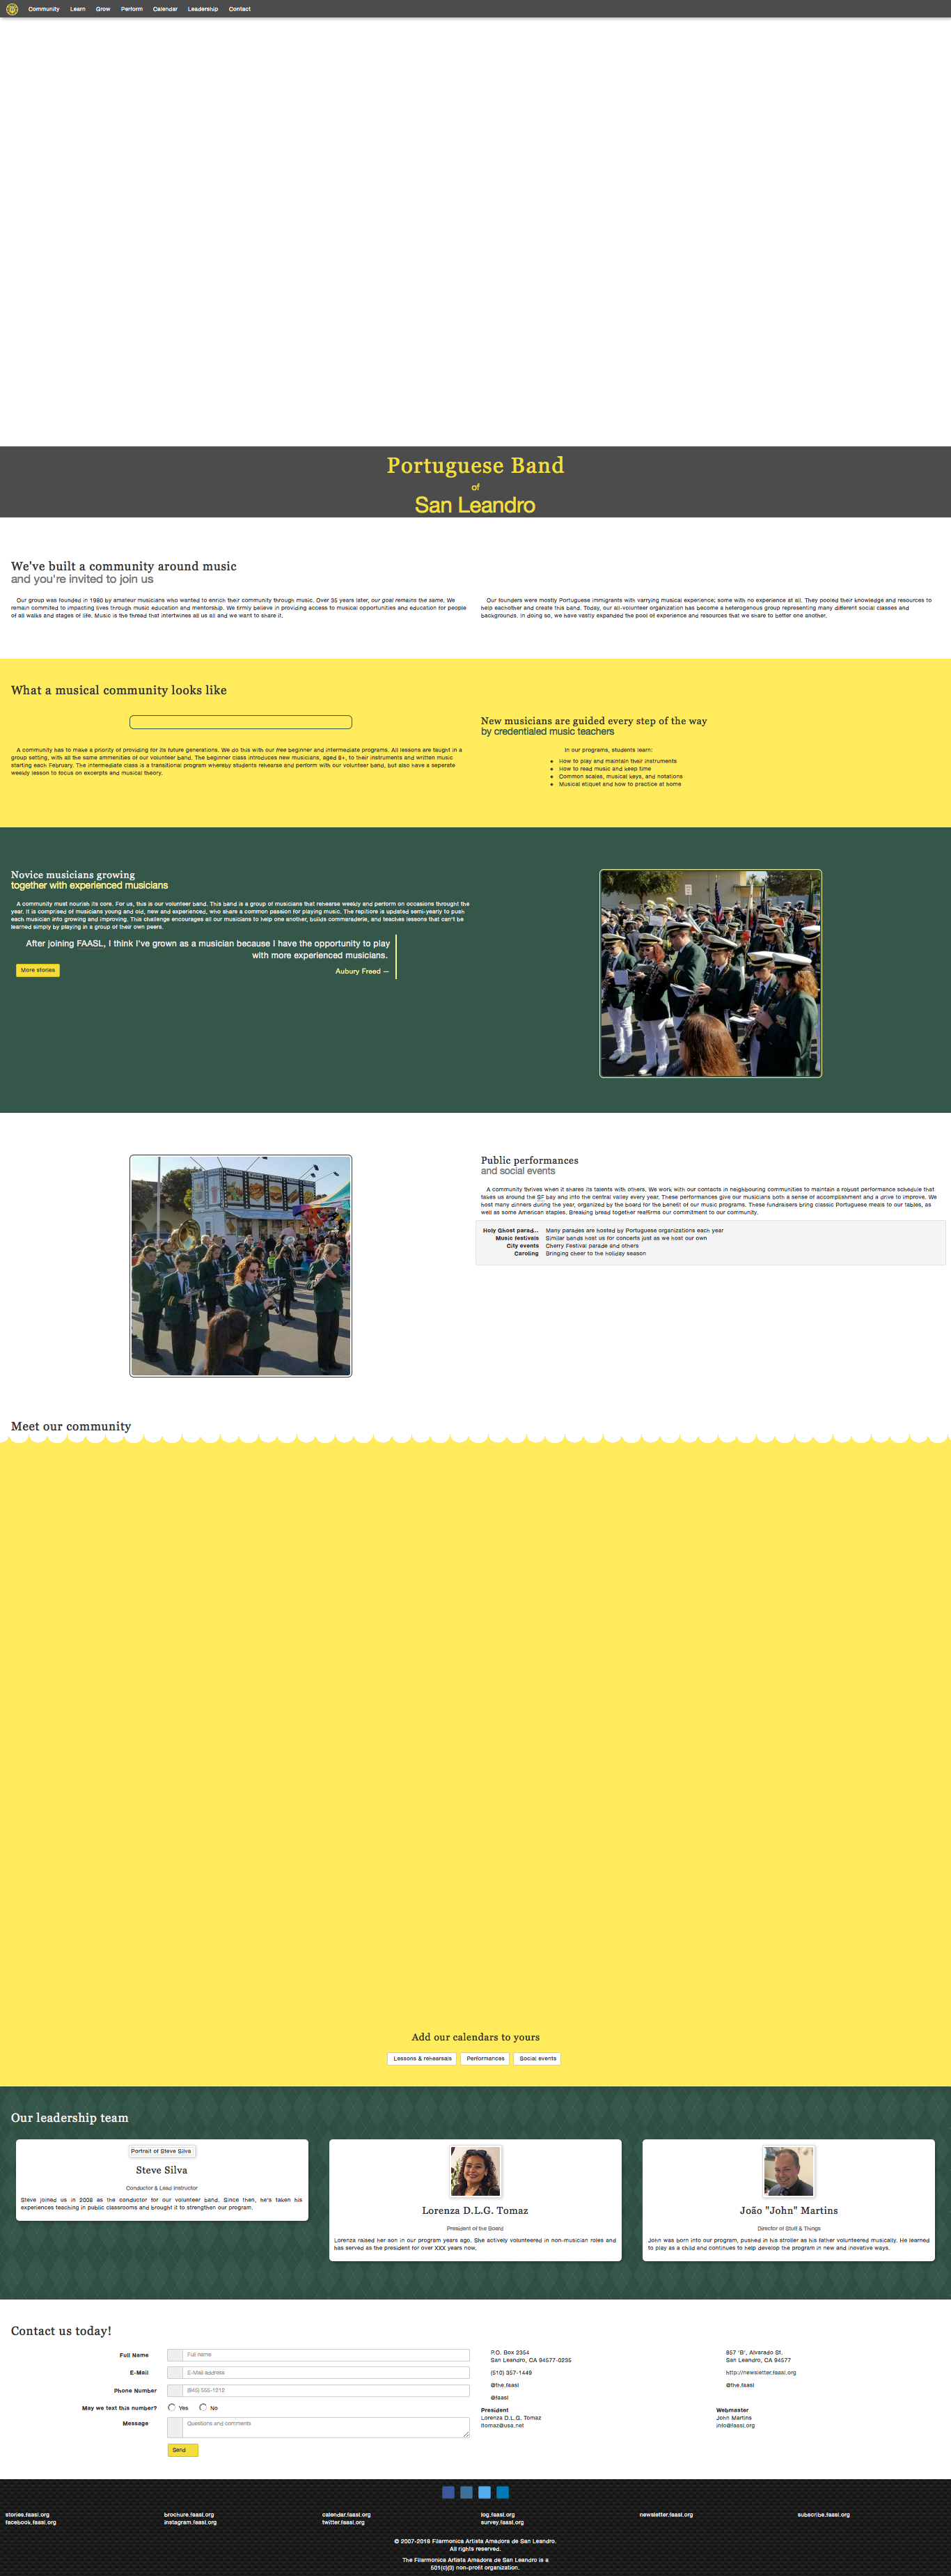 Community Learn Grow Perform Calendar Leadership Contact
Portuguese Band
of
San Leandro
We've built a community around music
and you're invited to join us
Our group was founded in 1980 by amateur musicians who wanted to enrich their community through music. Over 35 years later, our goal remains the same. We
remain commited to impacting lives through music education and mentorship. We firmly believe in providing access to musical opportunities and education for people
of all walks and stages of life. Music is the thread that intertwines all us all and we want to share it.
Our founders were mostly Portuguese immigrants with varrying musical experience; some with no experience at all. They pooled their knowledge and resources to
help eachother and create this band. Today, our all-volunteer organization has become a heterogenous group representing many different social classes and
backgrounds. In doing so, we have vastly expanded the pool of experience and resources that we share to better one another.
What a musical community looks like
A community has to make a priority of providing for its future generations. We do this with our free beginner and intermediate programs. All lessons are taught in a
group setting, with all the same ammenities of our volunteer band. The beginner class introduces new musicians, aged 8+, to their instruments and written music
starting each February. The intermediate class is a transitional program whereby students rehearse and perform with our volunteer band, but also have a seperate
weekly lesson to focus on excerpts and musical theory.
New musicians are guided every step of the way
by credentialed music teachers
In our programs, students learn:
How to play and maintain their instruments
How to read music and keep time
Common scales, musical keys, and notations
Musical etiquet and how to practice at home
Novice musicians growing
together with experienced musicians
A community must nourish its core. For us, this is our volunteer band. This band is a group of musicians that rehearse weekly and perform on occasions throught the
year. It is comprised of musicians young and old, new and experienced, who share a common passion for playing music. The repitoire is updated semi-yearly to push
each musician into growing and improving. This challenge encourages all our musicians to help one another, builds commaraderie, and teaches lessons that can't be
learned simply by playing in a group of their own peers.
After joining FAASL, I think I've grown as a musician because I have the opportunity to play
with more experienced musicians.
Aubury Freed —
More stories
Public performances
and social events
A community thrives when it shares its talents with others. We work with our contacts in neighbouring communities to maintain a robust performance schedule that
takes us around the SF bay and into the central valley every year. These performances give our musicians both a sense of accomplishment and a drive to improve. We
host many dinners during the year, organized by the board for the benefit of our music programs. These fundraisers bring classic Portuguese meals to our tables, as
well as some American staples. Breaking bread together reaffirms our commitment to our community.
Holy Ghost parad... Many parades are hosted by Portuguese organizations each year
Music festivals Similar bands host us for concerts just as we host our own
City events Cherry Festival parade and others
Caroling Bringing cheer to the holiday season
Meet our community
Add our calendars to yours
Lessons & rehearsals Performances Social events
Our leadership team
Portrait of Steve Silva
Steve Silva
Conductor & Lead Instructor
Steve joined us in 2008 as the conductor for our volunteer band. Since then, he's taken his
experiences teaching in public classrooms and brought it to strengthen our program.
Lorenza D.L.G. Tomaz
President of the Board
Lorenza raised her son in our program years ago. She actively volunteered in non-musician roles and
has served as the president for over XXX years now.
João "John" Martins
Director of Stuff & Things
John was born into our program, pushed in his stroller as his father volunteered musically. He learned
to play as a child and continues to help develop the program in new and inovative ways.
Contact us today!
Full Name Full name
E-Mail E-Mail address
Phone Number (845) 555-1212
May we text this number? Yes No
Message Questions and comments
Send
P.O. Box 2354
San Leandro, CA 94577-0235
(510) 357-1449
@the.faasl
@faasl
President
Lorenza D.L.G. Tomaz
ltomaz@usa.net
857 'B', Alvarado St.
San Leandro, CA 94577
http://newsletter.faasl.org
@the.faasl
Webmaster
John Martins
info@faasl.org
stories.faasl.org brochure.faasl.org calendar.faasl.org log.faasl.org newsletter.faasl.org subscribe.faasl.org
facebook.faasl.org instagram.faasl.org twitter.faasl.org survey.faasl.org
© 2007-2018 Filarmonica Artista Amadora de San Leandro.
All rights reserved.
The Filarmonica Artista Amadora de San Leandro is a
501(c)(3) non-profit organization.